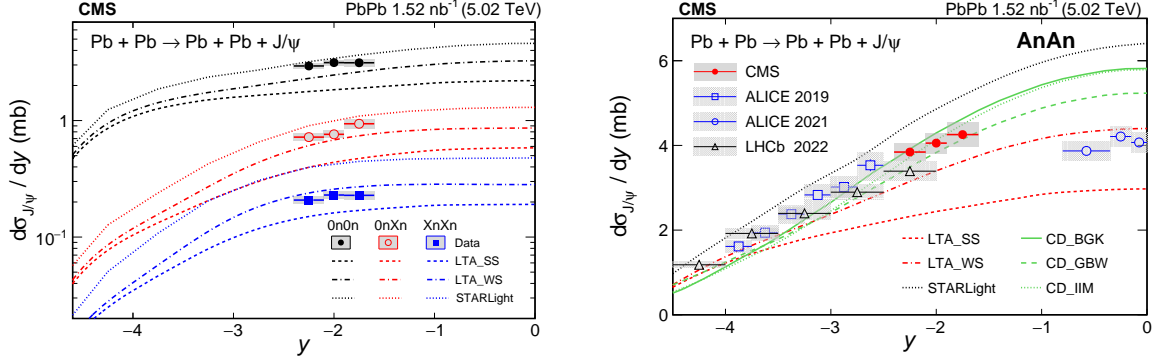 CMS PbPb 1.52 nb⁻¹ (5.02 TeV)
Pb + Pb → Pb + Pb + J/ψ
dσ_J/ψ / dy (mb)
1
10⁻¹
0n0n 0nXn XnXn
Data
LTA_SS
LTA_WS
STARLight
−4 −3 −2 −1 0
y
CMS PbPb 1.52 nb⁻¹ (5.02 TeV)
Pb + Pb → Pb + Pb + J/ψ AnAn
CMS
ALICE 2019
ALICE 2021
LHCb 2022
dσ_J/ψ / dy (mb)
6
4
2
0
LTA_SS CD_BGK
LTA_WS CD_GBW
STARLight CD_IIM
−4 −3 −2 −1 0
y